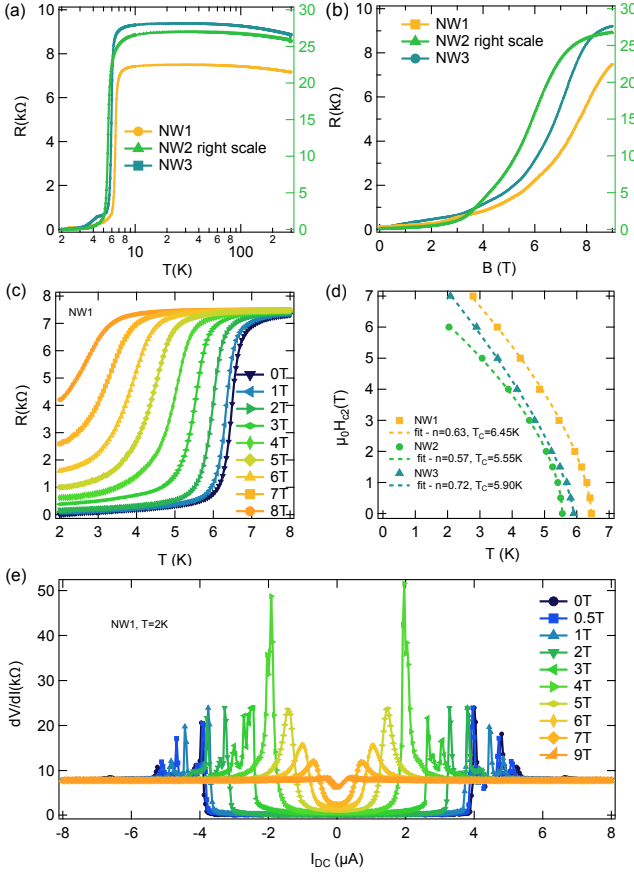 (a)
10
8
6
4
2
0
R(kΩ)
30
25
20
15
10
5
0
NW1
NW2 right scale
NW3
2 4 6 8 10 2 4 6 8 100 2
T(K)
(b)
10
8
6
4
2
0
R(kΩ)
30
25
20
15
10
5
0
NW1
NW2 right scale
NW3
0 2 4 6 8
B (T)
(c)
NW1
8
7
6
5
4
3
2
1
0
R(kΩ)
0T
1T
2T
3T
4T
5T
6T
7T
8T
2 3 4 5 6 7 8
T (K)
(d)
7
6
5
4
3
2
1
0
μ0Hc2(T)
NW1
fit - n=0.63, TC=6.45K
NW2
fit - n=0.57, TC=5.55K
NW3
fit - n=0.72, TC=5.90K
0 1 2 3 4 5 6 7
T (K)
(e)
NW1, T=2K
50
40
30
20
10
0
dV/dI(kΩ)
0T
0.5T
1T
2T
3T
4T
5T
6T
7T
9T
-8 -6 -4 -2 0 2 4 6 8
IDC (μA)